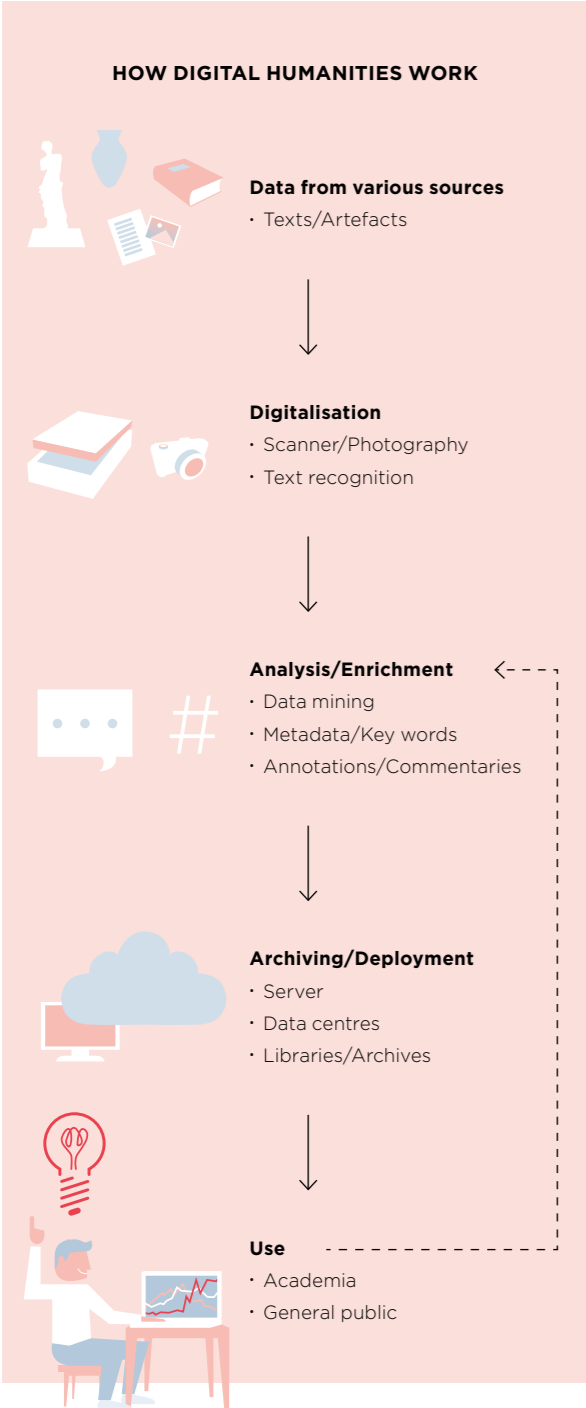 HOW DIGITAL HUMANITIES WORK
Data from various sources
· Texts/Artefacts
Digitalisation
· Scanner/Photography
· Text recognition
Analysis/Enrichment
· Data mining
· Metadata/Key words
· Annotations/Commentaries
#
Archiving/Deployment
· Server
· Data centres
· Libraries/Archives
Use
· Academia
· General public